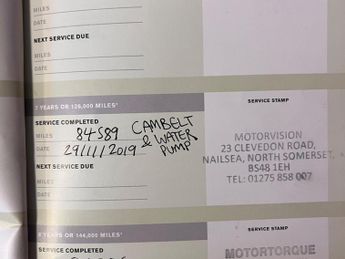 MILES
DATE
NEXT SERVICE DUE
MILES
DATE
7 YEARS OR 126,000 MILES*
SERVICE STAMP
SERVICE COMPLETED
MILES 84589
DATE 29/11/2019
CAMBELT
& WATER
PUMP
NEXT SERVICE DUE
MILES
DATE
MOTORVISION
23 CLEVEDON ROAD,
NAILSEA, NORTH SOMERSET,
BS48 1EH
TEL: 01275 858 007
8 YEARS OR 144,000 MILES*
SERVICE STAMP
SERVICE COMPLETED
MOTORTORQUE